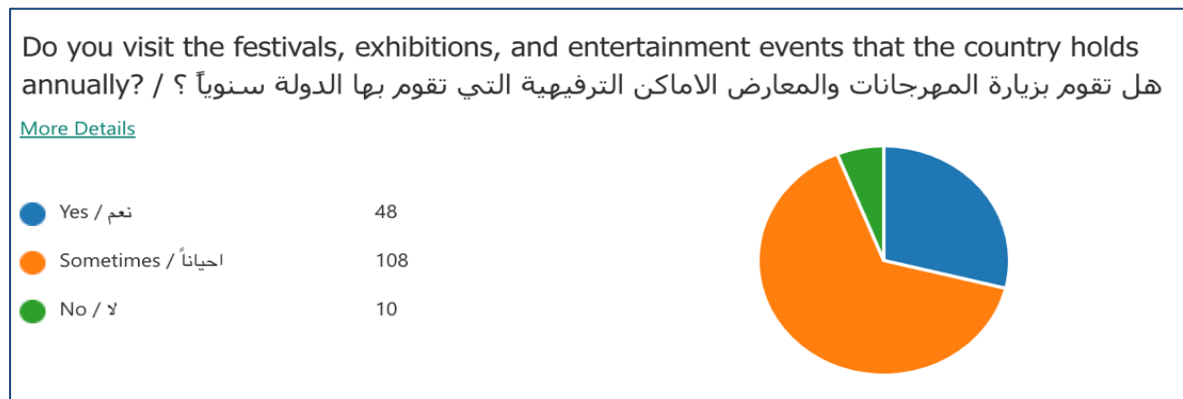 Do you visit the festivals, exhibitions, and entertainment events that the country holds
annually? / هل تقوم بزيارة المهرجانات والمعارض الاماكن الترفيهية التي تقوم بها الدولة سنوياً ؟
More Details
Yes / نعم 48
Sometimes / احياناً 108
No / لا 10